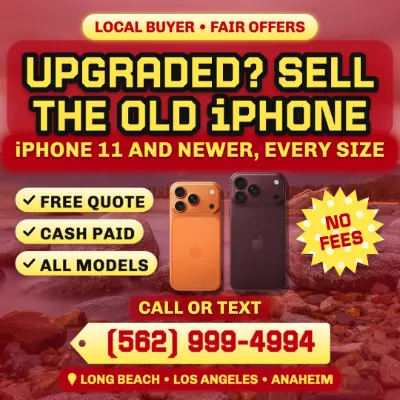 LOCAL BUYER • FAIR OFFERS
UPGRADED? SELL
THE OLD iPHONE
iPHONE 11 AND NEWER, EVERY SIZE
✓ FREE QUOTE
✓ CASH PAID
✓ ALL MODELS
NO
FEES
CALL OR TEXT
(562) 999-4994
LONG BEACH • LOS ANGELES • ANAHEIM